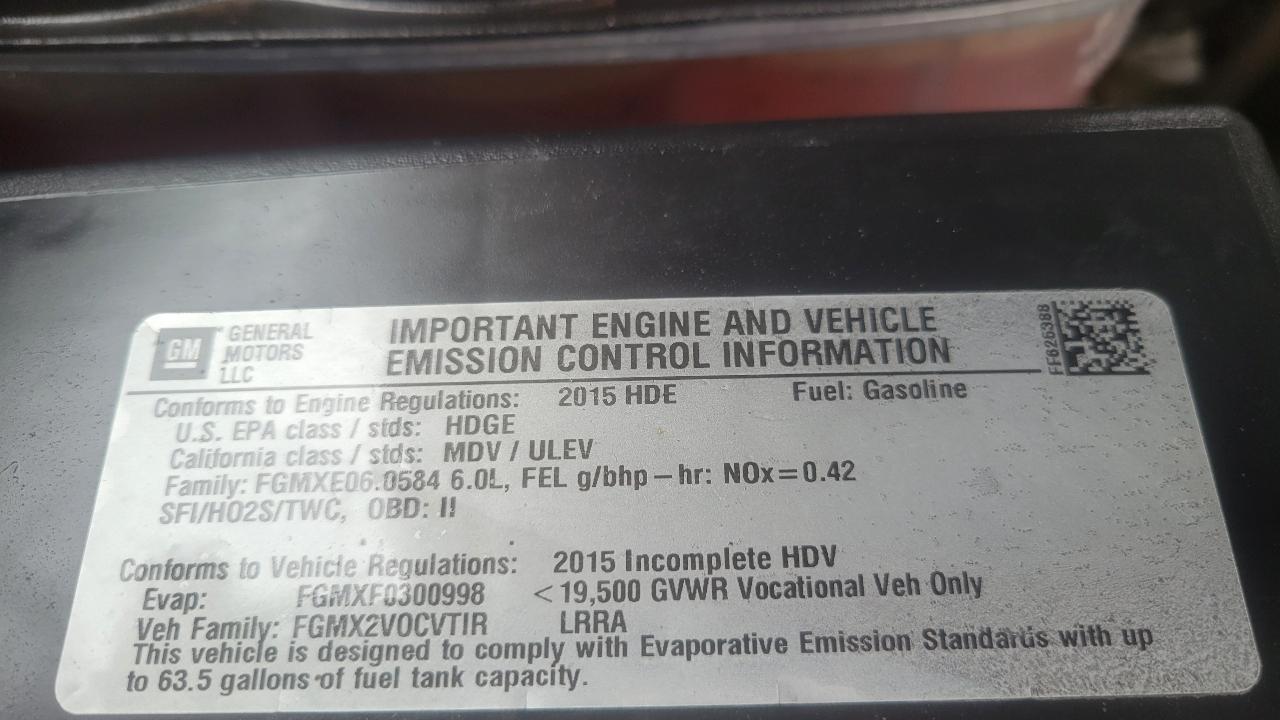 GM
GENERAL
MOTORS
LLC
IMPORTANT ENGINE AND VEHICLE
EMISSION CONTROL INFORMATION
FF626388
Conforms to Engine Regulations: 2015 HDE Fuel: Gasoline
U.S. EPA class / stds: HDGE
California class / stds: MDV / ULEV
Family: FGMXE06.0584 6.0L, FEL g/bhp – hr: NOx=0.42
SFI/HO2S/TWC, OBD: II
Conforms to Vehicle Regulations: 2015 Incomplete HDV
Evap: FGMXF0300998 <19,500 GVWR Vocational Veh Only
Veh Family: FGMX2VOCVTIR LRRA
This vehicle is designed to comply with Evaporative Emission Standards with up
to 63.5 gallons of fuel tank capacity.